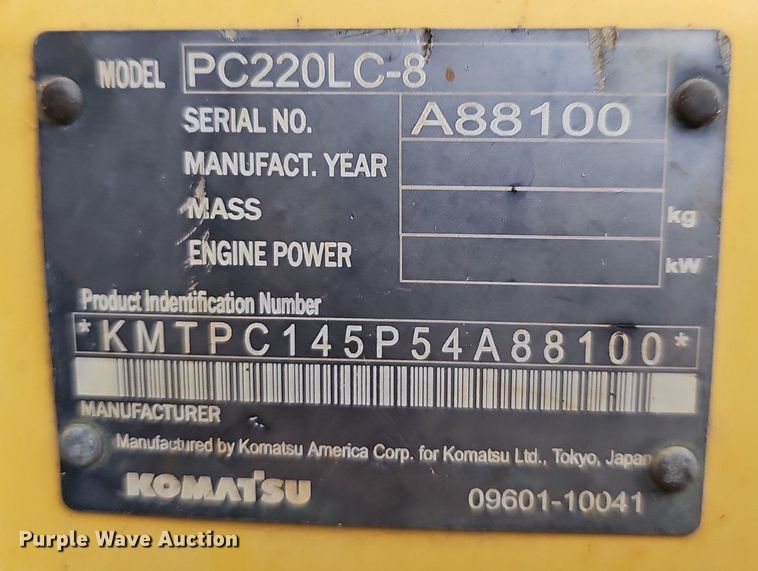 MODEL PC220LC-8
SERIAL NO. A88100
MANUFACT. YEAR
MASS kg
ENGINE POWER kW
Product Indentification Number
*KMTPC145P54A88100*
MANUFACTURER
Manufactured by Komatsu America Corp. for Komatsu Ltd., Tokyo, Japan
KOMATSU 09601-10041
Purple Wave Auction